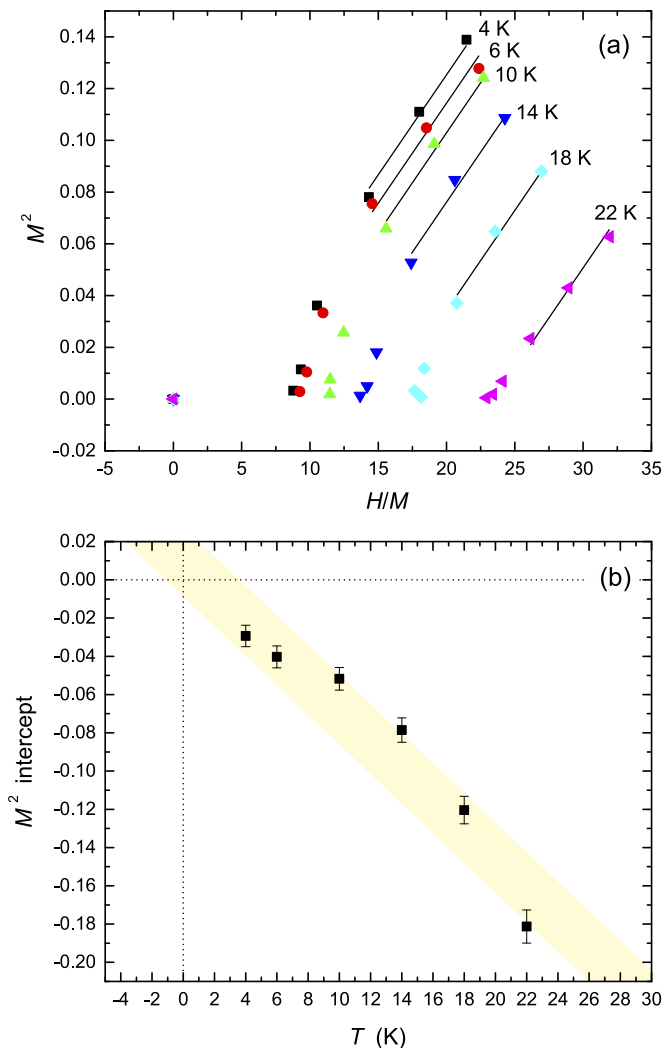 (a)
4 K
6 K
10 K
14 K
18 K
22 K
0.14
0.12
0.10
0.08
0.06
0.04
0.02
0.00
-0.02
M²
-5 0 5 10 15 20 25 30 35
H/M
(b)
0.02
0.00
-0.02
-0.04
-0.06
-0.08
-0.10
-0.12
-0.14
-0.16
-0.18
-0.20
M² intercept
-4 -2 0 2 4 6 8 10 12 14 16 18 20 22 24 26 28 30
T (K)